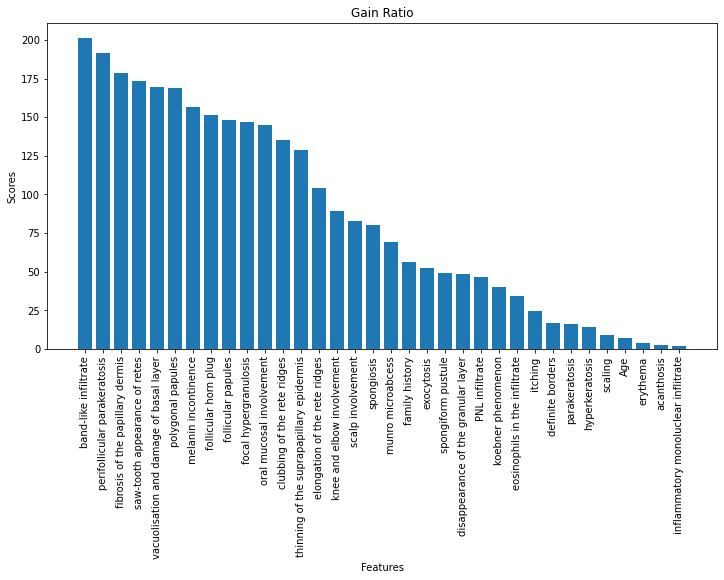 Gain Ratio
Scores
200
175
150
125
100
75
50
25
0
band-like infiltrate
perifollicular parakeratosis
fibrosis of the papillary dermis
saw-tooth appearance of retes
vacuolisation and damage of basal layer
polygonal papules
melanin incontinence
follicular horn plug
follicular papules
focal hypergranulosis
oral mucosal involvement
clubbing of the rete ridges
thinning of the suprapapillary epidermis
elongation of the rete ridges
knee and elbow involvement
scalp involvement
spongiosis
munro microabcess
family history
exocytosis
spongiform pustule
disappearance of the granular layer
PNL infiltrate
koebner phenomenon
eosinophils in the infiltrate
itching
definite borders
parakeratosis
hyperkeratosis
scaling
Age
erythema
acanthosis
inflammatory monoluclear infiltrate
Features